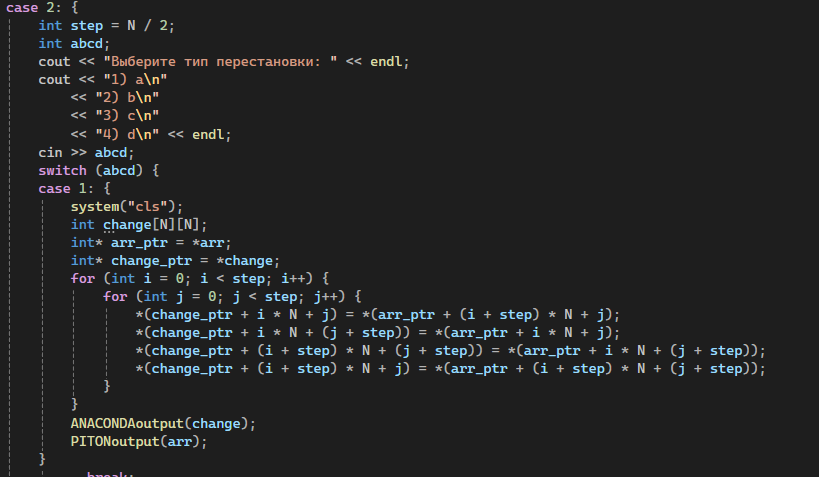 case 2: {
int step = N / 2;
int abcd;
cout << "Выберите тип перестановки: " << endl;
cout << "1) a\n"
<< "2) b\n"
<< "3) c\n"
<< "4) d\n" << endl;
cin >> abcd;
switch (abcd) {
case 1: {
system("cls");
int change[N][N];
int* arr_ptr = *arr;
int* change_ptr = *change;
for (int i = 0; i < step; i++) {
for (int j = 0; j < step; j++) {
*(change_ptr + i * N + j) = *(arr_ptr + (i + step) * N + j);
*(change_ptr + i * N + (j + step)) = *(arr_ptr + i * N + j);
*(change_ptr + (i + step) * N + (j + step)) = *(arr_ptr + i * N + (j + step));
*(change_ptr + (i + step) * N + j) = *(arr_ptr + (i + step) * N + (j + step));
}
}
ANACONDAoutput(change);
PITONoutput(arr);
}
break;